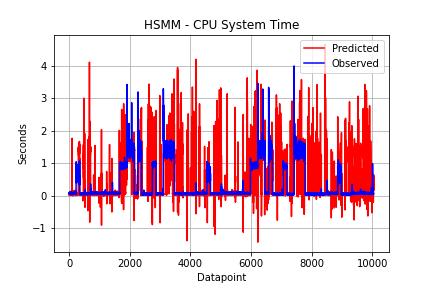 HSMM - CPU System Time
Predicted
Observed
Seconds
4
3
2
1
0
−1
0
2000
4000
6000
8000
10000
Datapoint